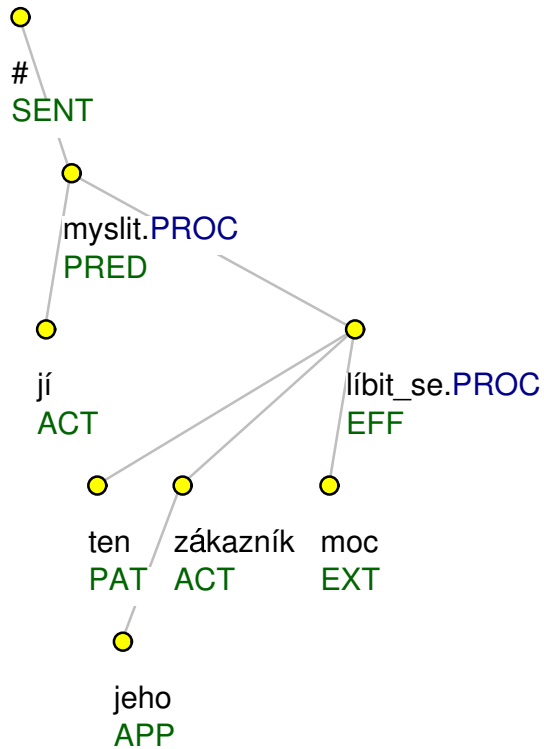 #
SENT
myslit.PROC
PRED
jí
ACT
líbit_se.PROC
EFF
ten
PAT
zákazník
ACT
moc
EXT
jeho
APP